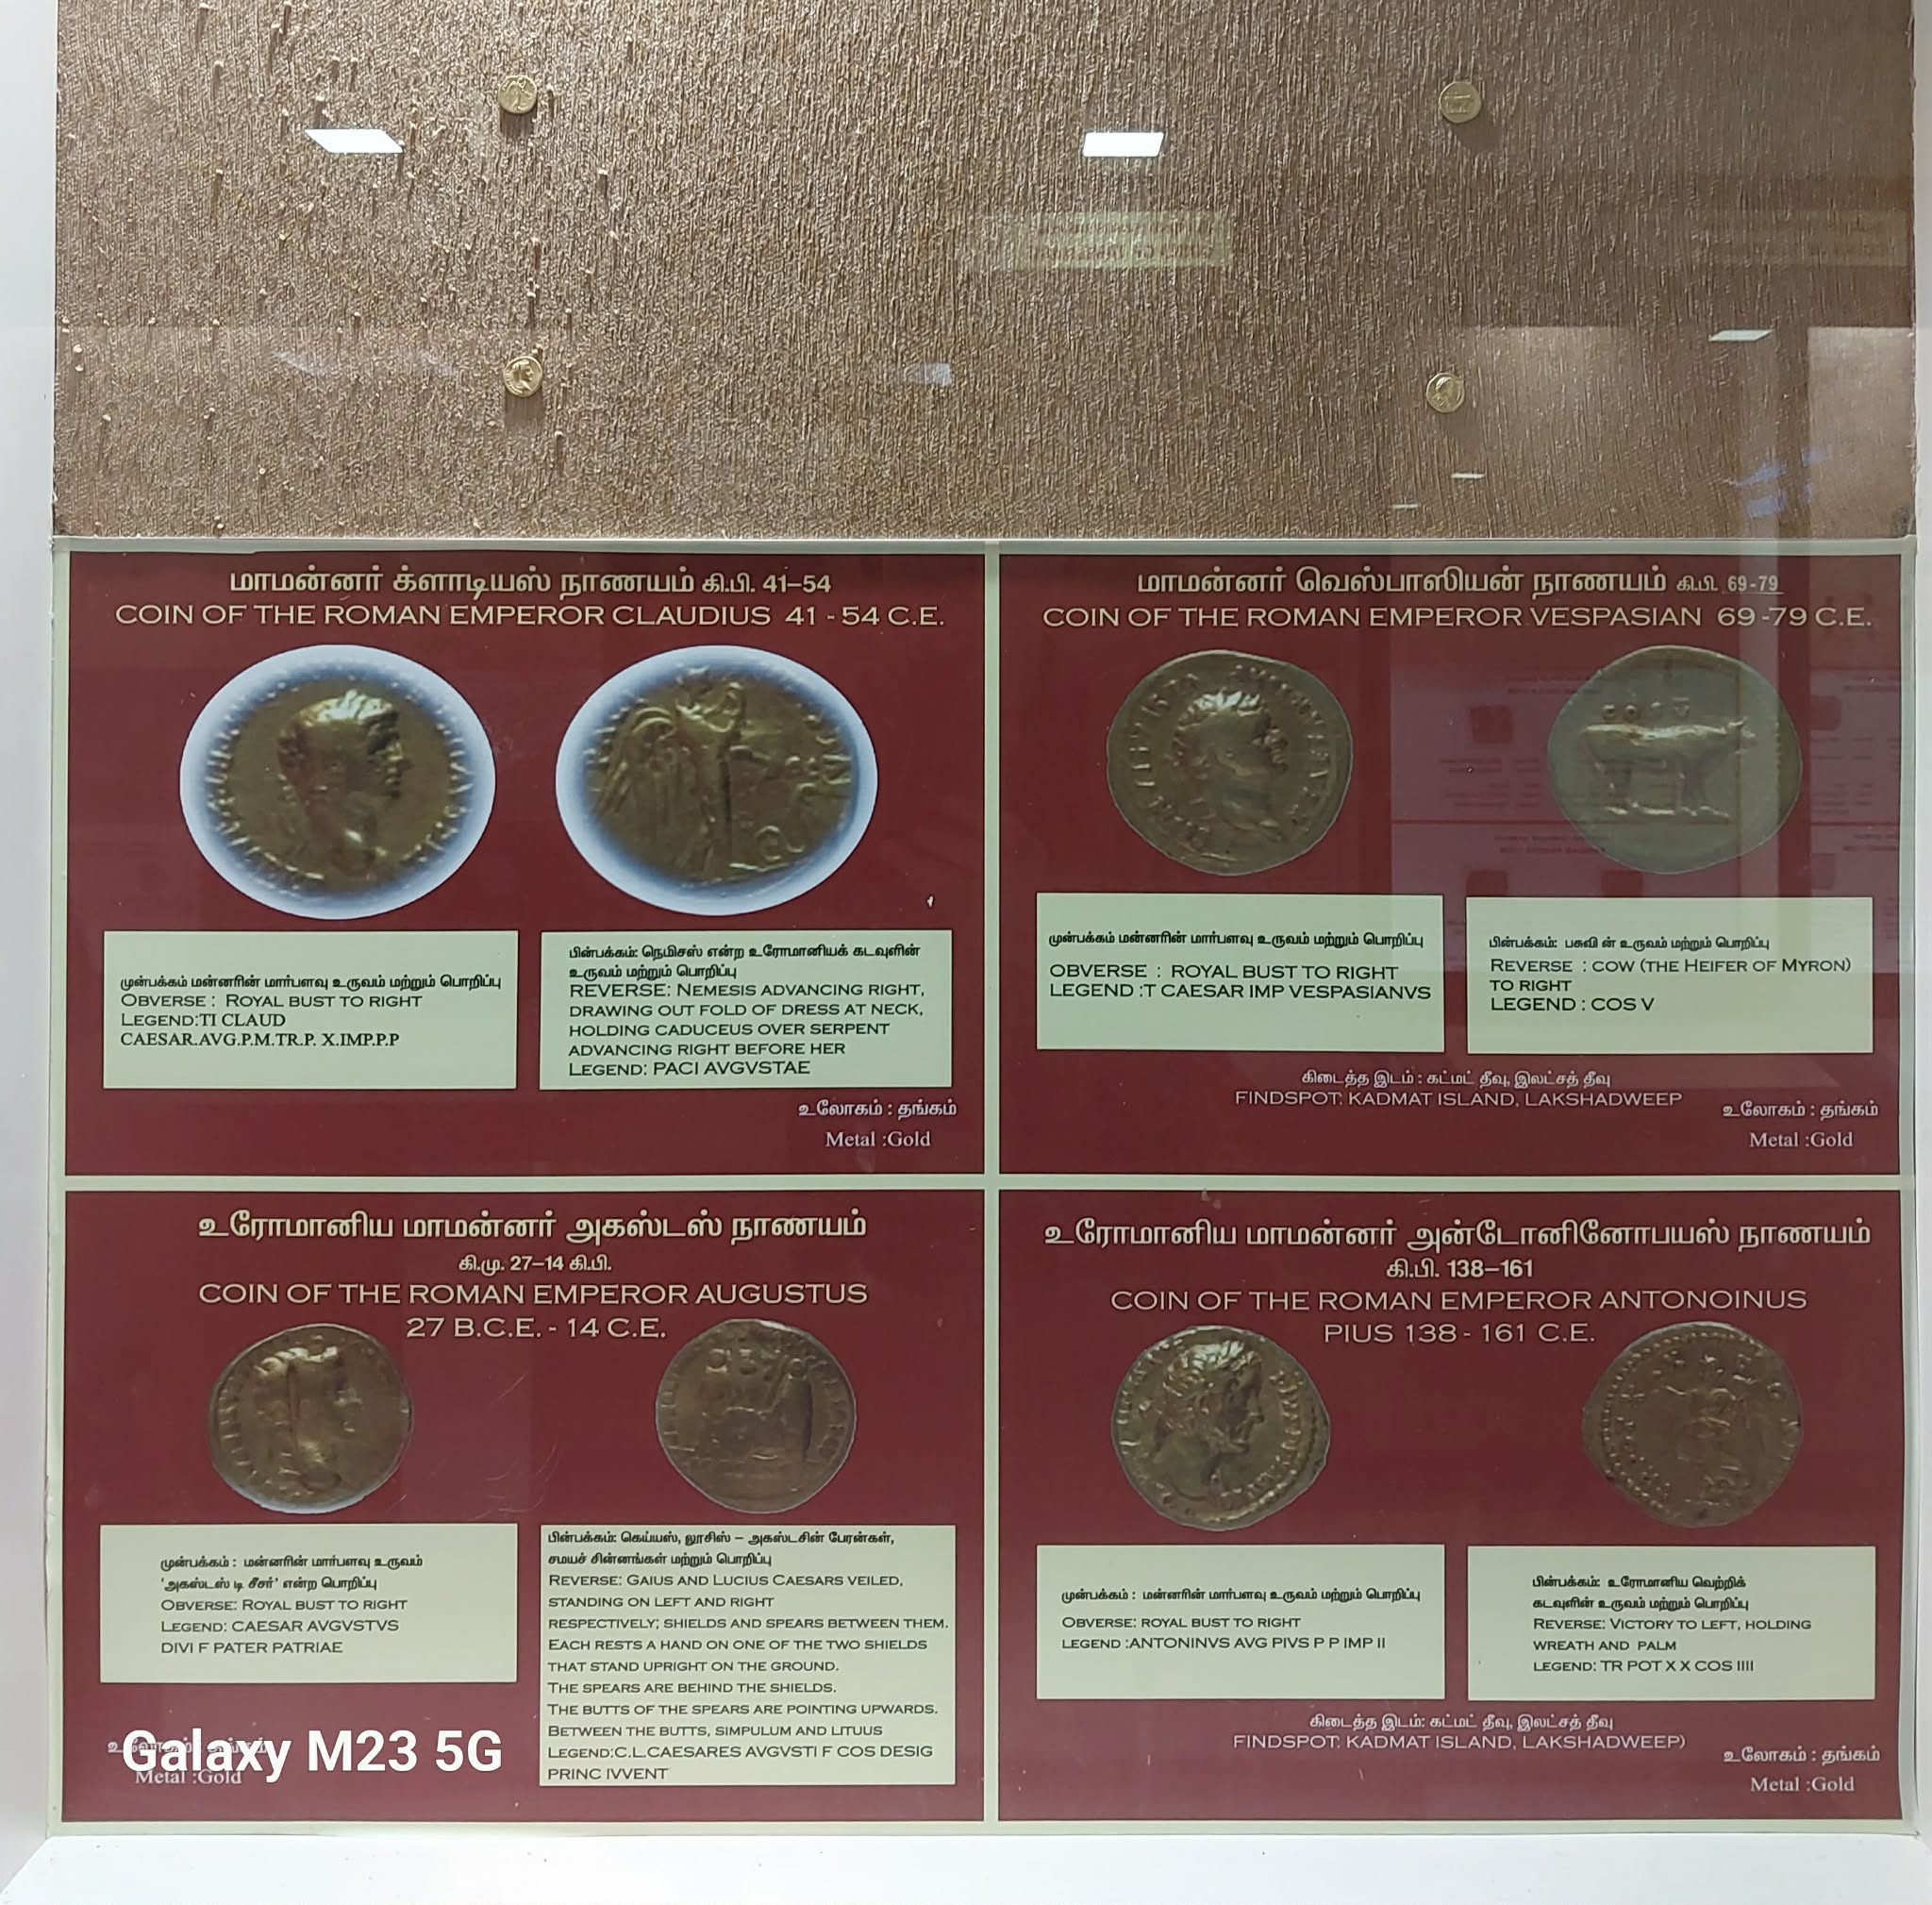 மாமன்னர் க்ளாடியஸ் நாணயம் கி.பி. 41–54
COIN OF THE ROMAN EMPEROR CLAUDIUS 41 - 54 C.E.
முன்பக்கம் மன்னரின் மார்பளவு உருவம் மற்றும் பொறிப்பு
OBVERSE : ROYAL BUST TO RIGHT
LEGEND:TI CLAUD
CAESAR.AVG.P.M.TR.P. X.IMP.P.P
பின்பக்கம்: நெமிசஸ் என்ற உரோமானியக் கடவுளின்
உருவம் மற்றும் பொறிப்பு
REVERSE: NEMESIS ADVANCING RIGHT,
DRAWING OUT FOLD OF DRESS AT NECK,
HOLDING CADUCEUS OVER SERPENT
ADVANCING RIGHT BEFORE HER
LEGEND: PACI AVGVSTAE
உலோகம் : தங்கம்
Metal :Gold
மாமன்னர் வெஸ்பாஸியன் நாணயம் கி.பி. 69-79
COIN OF THE ROMAN EMPEROR VESPASIAN 69 -79 C.E.
COS V
முன்பக்கம் மன்னரின் மார்பளவு உருவம் மற்றும் பொறிப்பு
OBVERSE : ROYAL BUST TO RIGHT
LEGEND :T CAESAR IMP VESPASIANVS
பின்பக்கம்: பசுவி ன் உருவம் மற்றும் பொறிப்பு
REVERSE : COW (THE HEIFER OF MYRON)
TO RIGHT
LEGEND : COS V
கிடைத்த இடம் : கட்மட் தீவு, இலட்சத் தீவு
FINDSPOT: KADMAT ISLAND, LAKSHADWEEP
உலோகம் : தங்கம்
Metal :Gold
உரோமானிய மாமன்னர் அகஸ்டஸ் நாணயம்
கி.மு. 27–14 கி.பி.
COIN OF THE ROMAN EMPEROR AUGUSTUS
27 B.C.E. - 14 C.E.
முன்பக்கம் : மன்னரின் மார்பளவு உருவம்
'அகஸ்டஸ் டி சீசர்' என்ற பொறிப்பு
OBVERSE: ROYAL BUST TO RIGHT
LEGEND: CAESAR AVGVSTVS
DIVI F PATER PATRIAE
பின்பக்கம்: கெய்யஸ், லூசிஸ் – அகஸ்டசின் பேரன்கள்,
சமயச் சின்னங்கள் மற்றும் பொறிப்பு
REVERSE: GAIUS AND LUCIUS CAESARS VEILED,
STANDING ON LEFT AND RIGHT
RESPECTIVELY; SHIELDS AND SPEARS BETWEEN THEM.
EACH RESTS A HAND ON ONE OF THE TWO SHIELDS
THAT STAND UPRIGHT ON THE GROUND.
THE SPEARS ARE BEHIND THE SHIELDS.
THE BUTTS OF THE SPEARS ARE POINTING UPWARDS.
BETWEEN THE BUTTS, SIMPULUM AND LITUUS
LEGEND:C.L.CAESARES AVGVSTI F COS DESIG
PRINC IVVENT
Galaxy M23 5G
Metal :Gold
உரோமானிய மாமன்னர் அன்டோனினோபயஸ் நாணயம்
கி.பி. 138–161
COIN OF THE ROMAN EMPEROR ANTONOINUS
PIUS 138 - 161 C.E.
முன்பக்கம் : மன்னரின் மார்பளவு உருவம் மற்றும் பொறிப்பு
OBVERSE: ROYAL BUST TO RIGHT
LEGEND :ANTONINVS AVG PIVS P P IMP II
பின்பக்கம்: உரோமானிய வெற்றிக்
கடவுளின் உருவம் மற்றும் பொறிப்பு
REVERSE: VICTORY TO LEFT, HOLDING
WREATH AND PALM
LEGEND: TR POT X X COS IIII
கிடைத்த இடம்: கட்மட் தீவு, இலட்சத் தீவு
FINDSPOT: KADMAT ISLAND, LAKSHADWEEP)
உலோகம் : தங்கம்
Metal :Gold